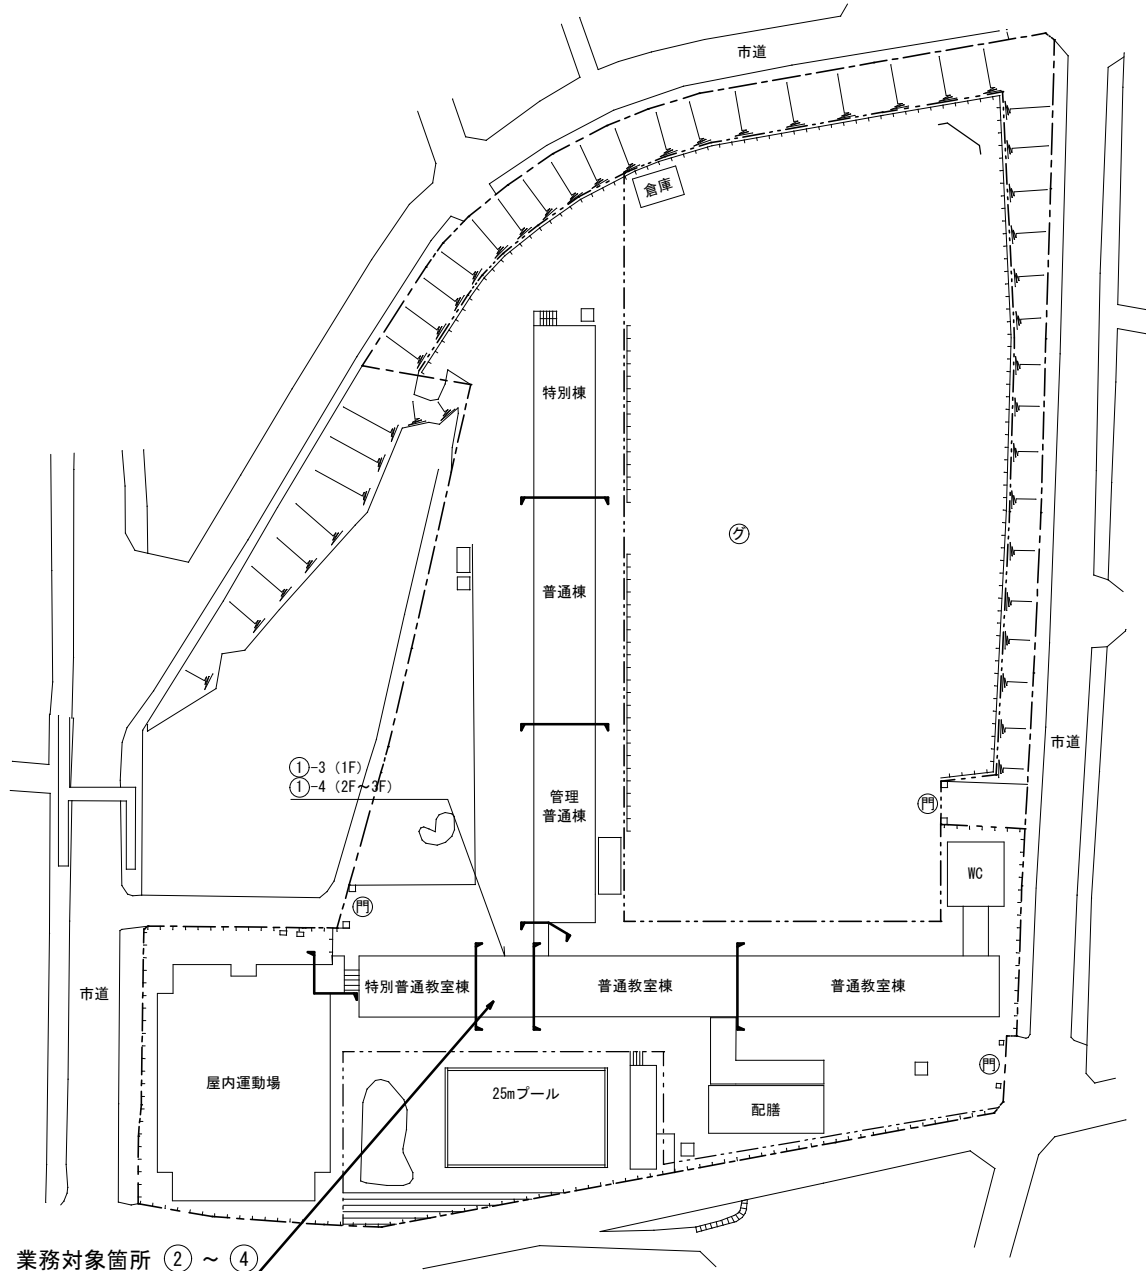 市道
倉庫
特別棟
グ
普通棟
市道
①-3 (1F)
①-4 (2F～3F)
管理
普通棟
門
WC
門
市道
特別普通教室棟
普通教室棟
普通教室棟
門
屋内運動場
25mプール
配膳
業務対象箇所 ② ～ ④